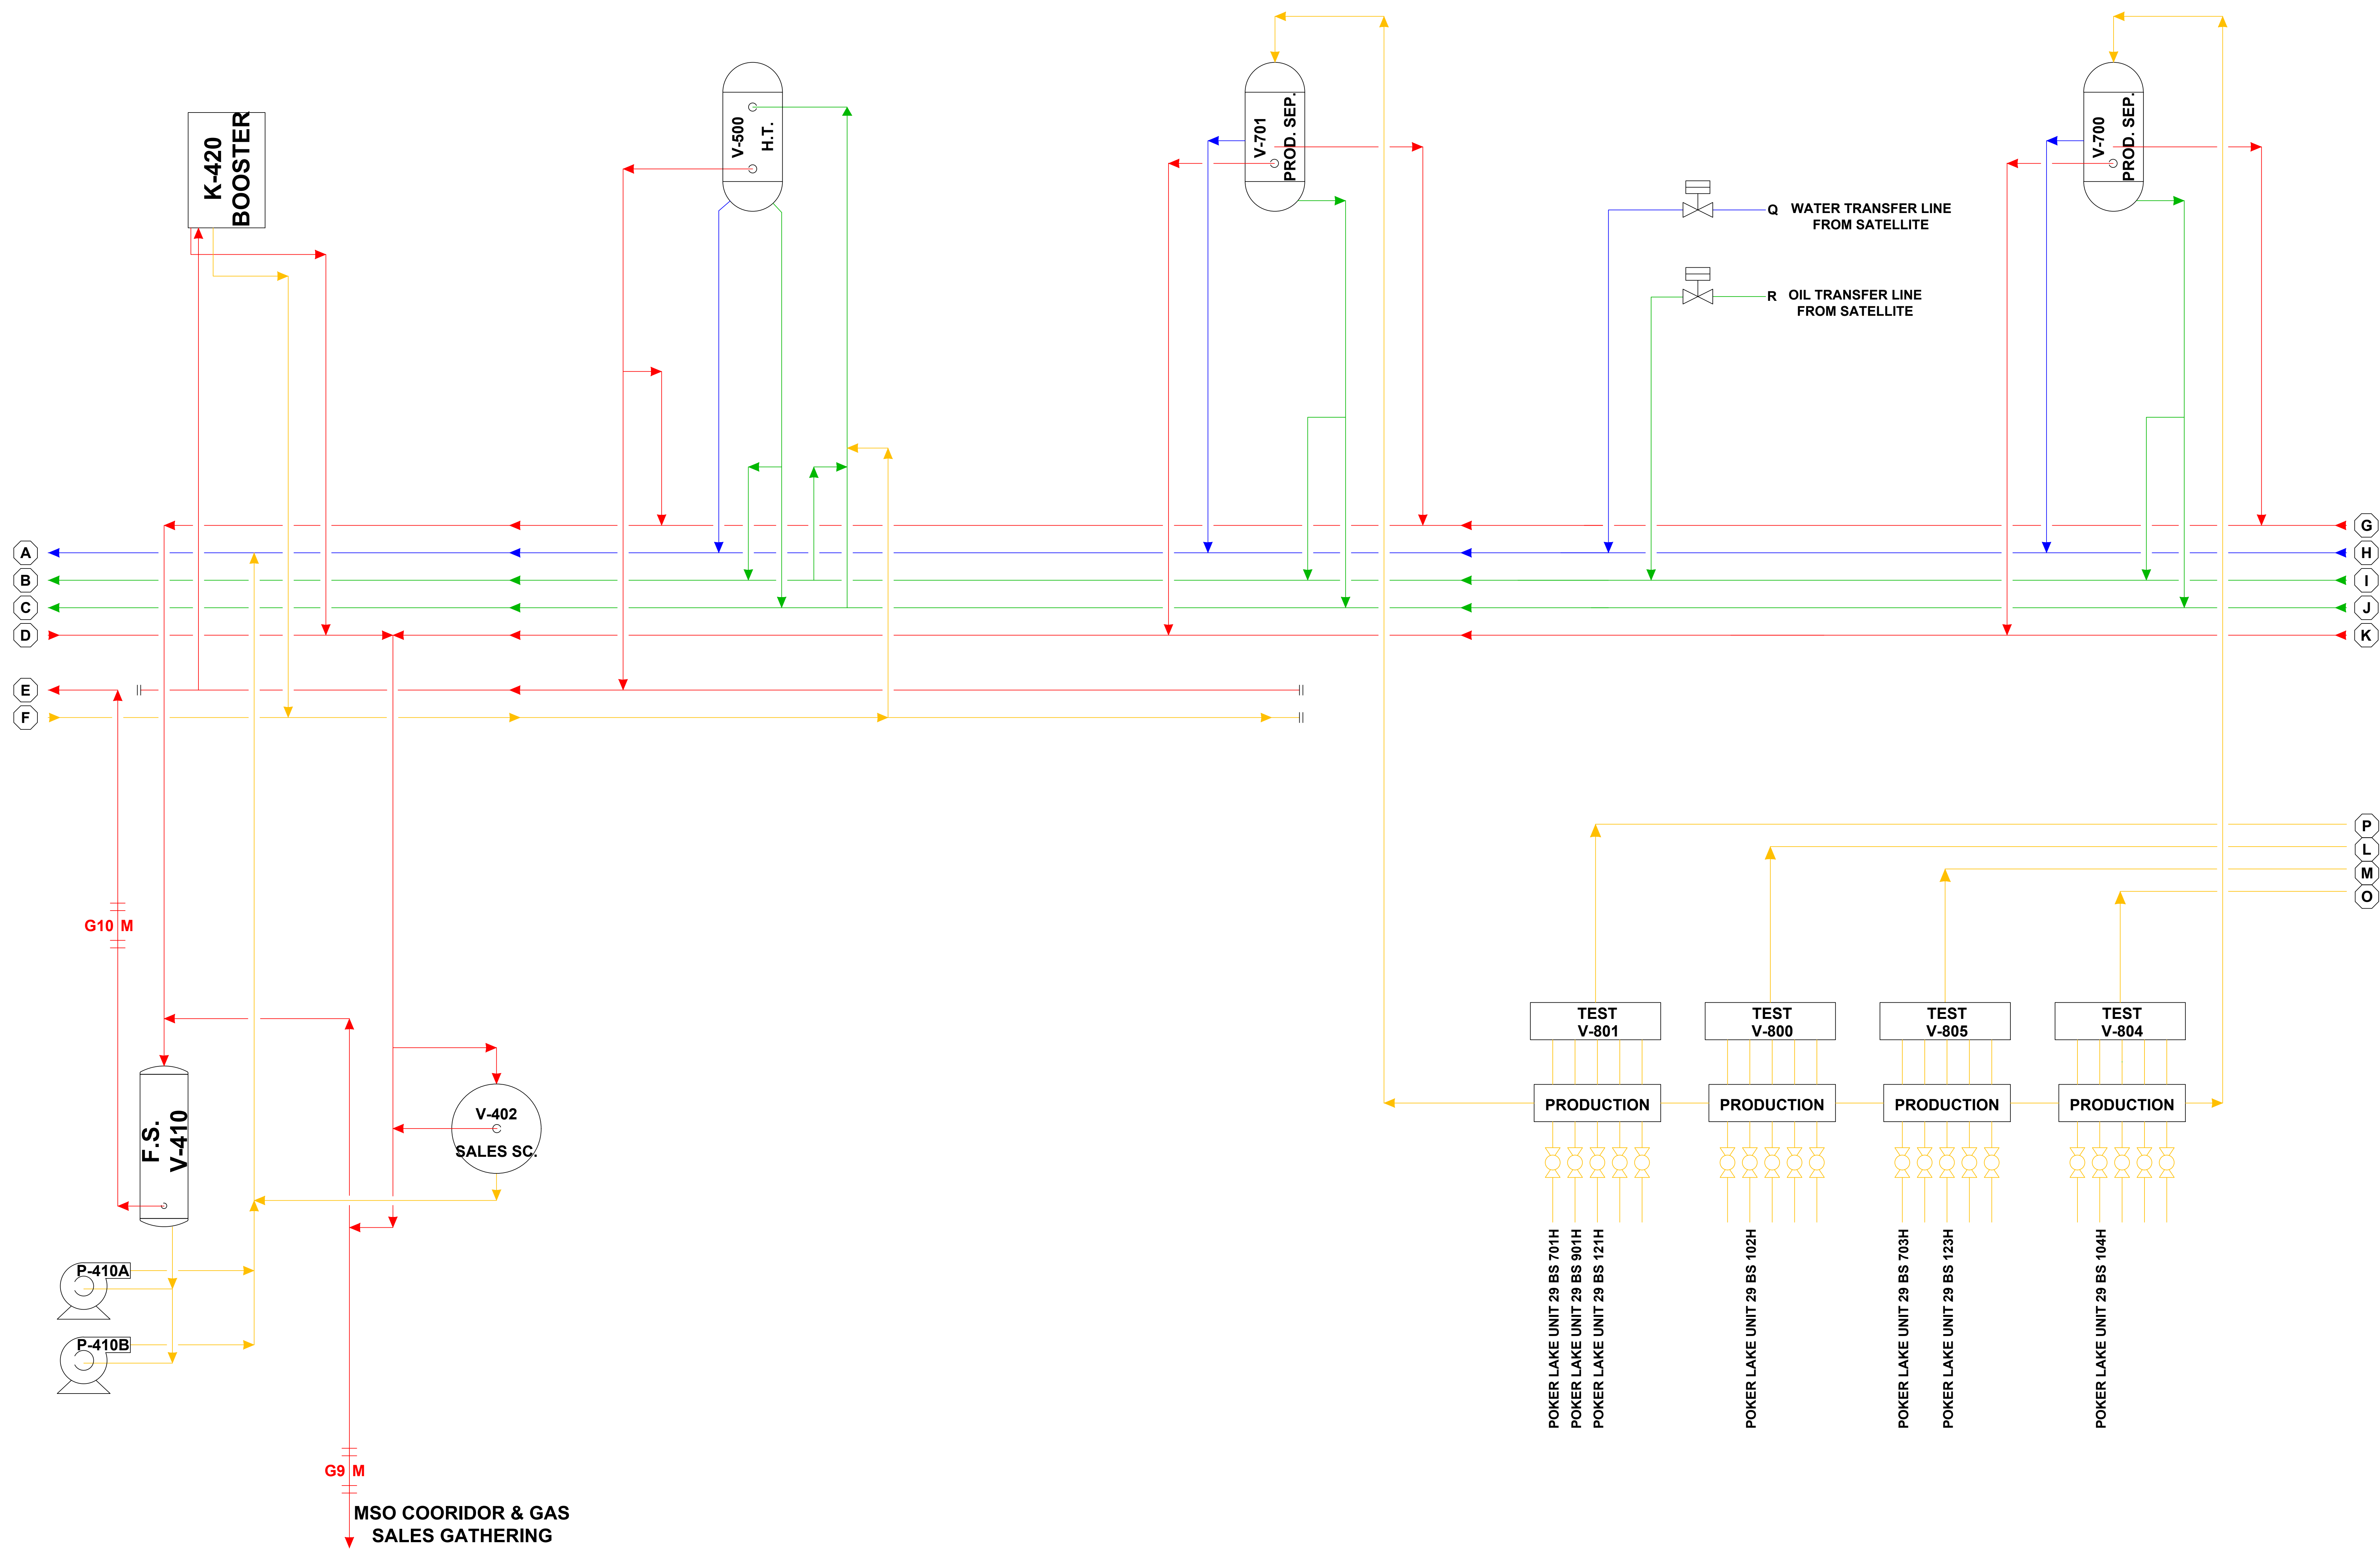 K-420
BOOSTER
V-500
H.T.
V-701
PROD. SEP.
Q WATER TRANSFER LINE
FROM SATELLITE
R OIL TRANSFER LINE
FROM SATELLITE
V-700
PROD. SEP.
A
B
C
D
E
F
G
H
I
J
K
P
L
M
O
G10 M
TEST
V-801
TEST
V-800
TEST
V-805
TEST
V-804
PRODUCTION
PRODUCTION
PRODUCTION
PRODUCTION
F.S.
V-410
V-402
SALES SC.
P-410A
P-410B
POKER LAKE UNIT 29 BS 701H
POKER LAKE UNIT 29 BS 901H
POKER LAKE UNIT 29 BS 121H
POKER LAKE UNIT 29 BS 102H
POKER LAKE UNIT 29 BS 703H
POKER LAKE UNIT 29 BS 123H
POKER LAKE UNIT 29 BS 104H
G9 M
MSO COORIDOR & GAS
SALES GATHERING